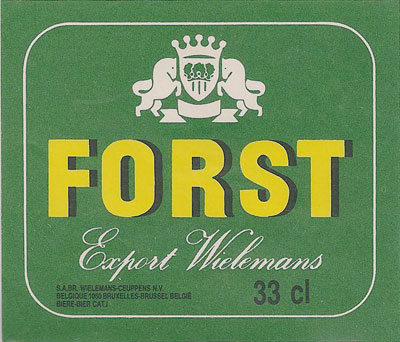 FORST
Export Wielemans
S.A.BR. WIELEMANS-CEUPPENS N.V.
BELGIQUE 1060 BRUXELLES-BRUSSEL BELGIË
BIERE-BIER CAT.I
33 cl